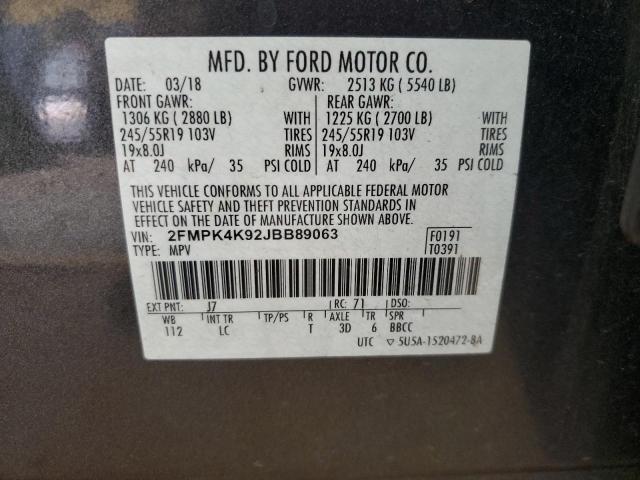 MFD. BY FORD MOTOR CO.
DATE: 03/18 GVWR: 2513 KG ( 5540 LB)
FRONT GAWR: REAR GAWR:
1306 KG ( 2880 LB) WITH 1225 KG ( 2700 LB) WITH
245/55R19 103V TIRES 245/55R19 103V TIRES
19x8.0J RIMS 19x8.0J RIMS
AT 240 kPa/ 35 PSI COLD AT 240 kPa/ 35 PSI COLD
THIS VEHICLE CONFORMS TO ALL APPLICABLE FEDERAL MOTOR
VEHICLE SAFETY AND THEFT PREVENTION STANDARDS IN EFFECT ON
THE DATE OF MANUFACTURE SHOWN ABOVE.
VIN: 2FMPK4K92JBB89063 F0191
TYPE: MPV T0391
EXT PNT: J7 RC: 71 DSO:
WB INT TR TP/PS R AXLE TR SPR
112 LC T 3D 6 BBCC
UTC ▽ 5U5A-1520472-BA